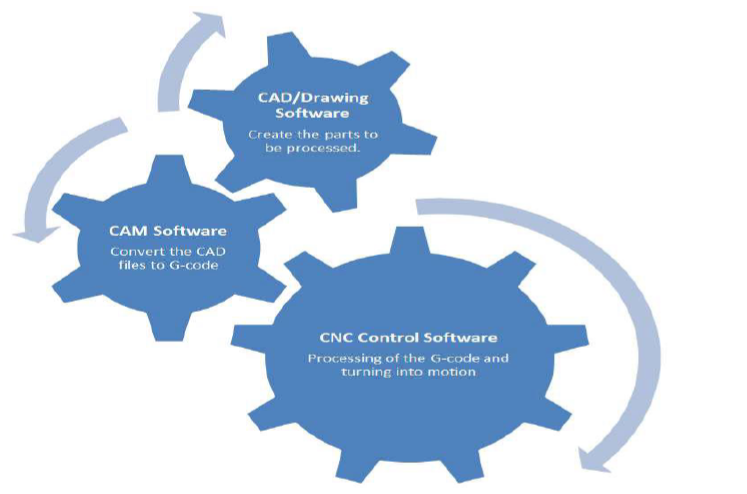 CAD/Drawing
Software
Create the parts to
be processed.
CAM Software
Convert the CAD
files to G-code
CNC Control Software
Processing of the G-code and
turning into motion